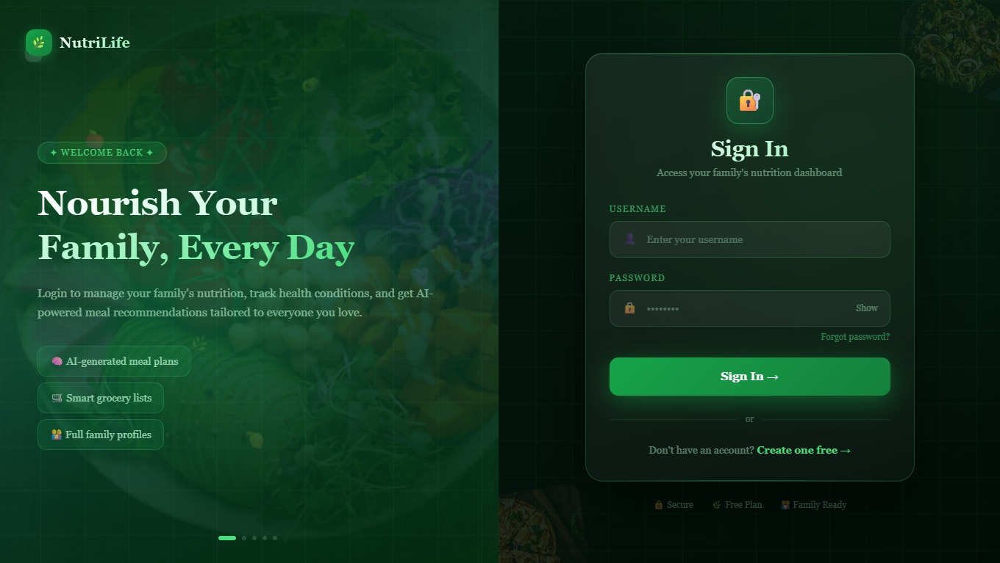 NutriLife
✦ WELCOME BACK ✦
Nourish Your
Family, Every Day
Login to manage your family's nutrition, track health conditions, and get AI-
powered meal recommendations tailored to everyone you love.
AI-generated meal plans
Smart grocery lists
Full family profiles
Sign In
Access your family's nutrition dashboard
USERNAME
Enter your username
PASSWORD
••••••••
Show
Forgot password?
Sign In →
or
Don't have an account? Create one free →
Secure Free Plan Family Ready